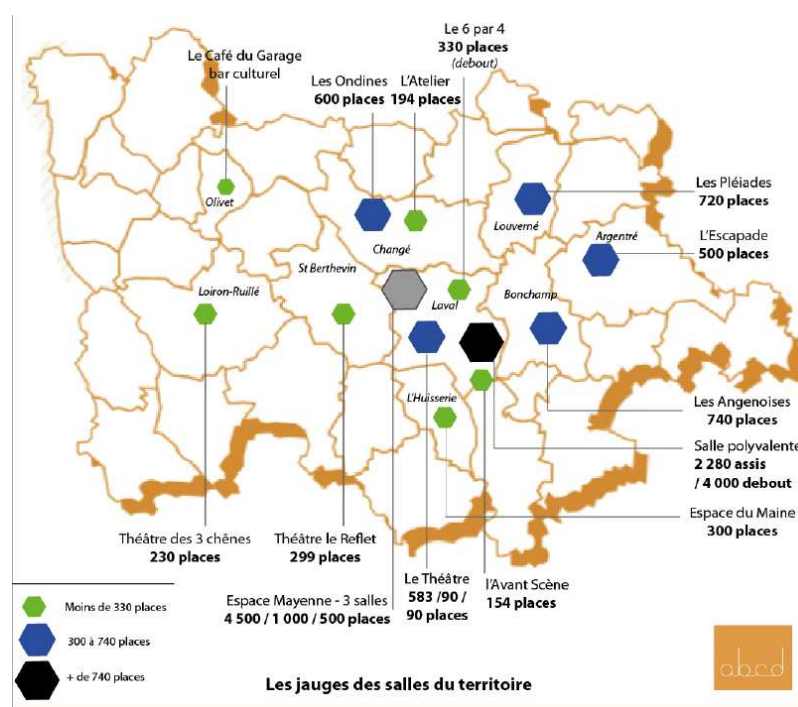 Le 6 par 4
330 places
(debout)
Le Café du Garage
bar culturel
Les Ondines
600 places
L'Atelier
194 places
Les Pléiades
720 places
L'Escapade
500 places
Olivet
Changé
Louverné
Argentré
St Berthevin
Loiron-Ruillé
Laval
Bonchamp
L'Huisserie
Les Angenoises
740 places
Salle polyvalente
2 280 assis
/ 4 000 debout
Espace du Maine
300 places
Théâtre des 3 chênes
230 places
Théâtre le Reflet
299 places
Espace Mayenne - 3 salles
4 500 / 1 000 / 500 places
Le Théâtre
583 /90 /
90 places
l'Avant Scène
154 places
Moins de 330 places
300 à 740 places
+ de 740 places
Les jauges des salles du territoire
abcd